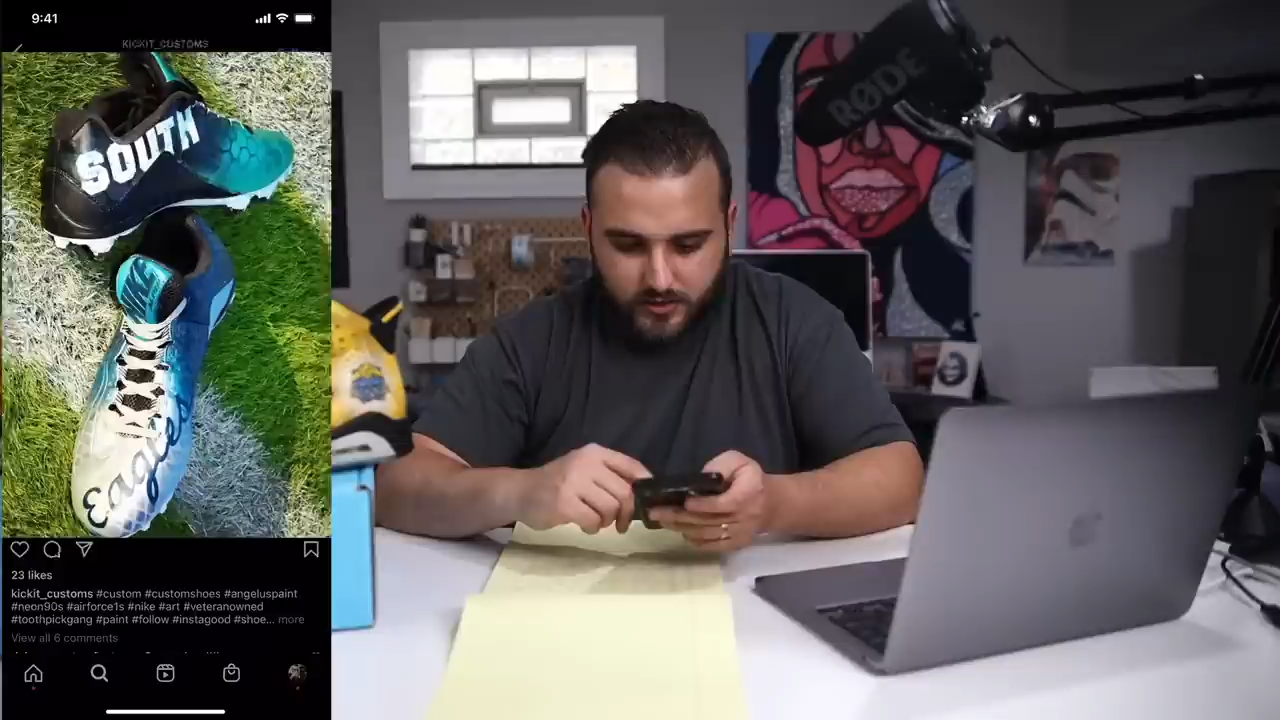 9:41
KICKIT_CUSTOMS
SOUTH
Eagles
23 likes
kickit_customs #custom #customshoes #angeluspaint
#neon90s #airforce1s #nike #art #veteranowned
#toothpickgang #paint #follow #instagood #shoe... more
View all 6 comments
RØDE